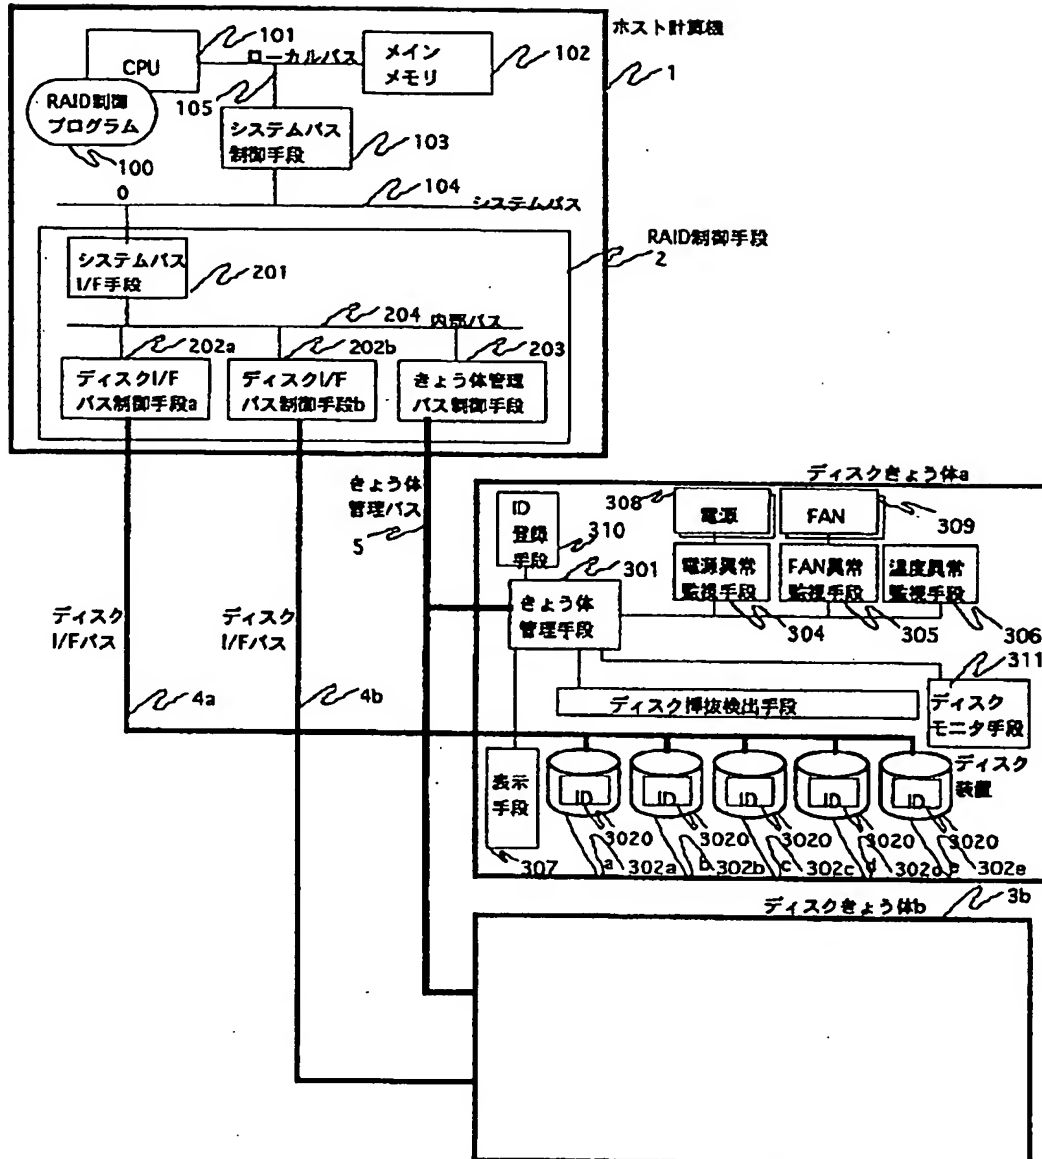 ホスト計算機
1
CPU
101
ローカルバス
メイン
メモリ
102
RAID制御
プログラム
100
0
105
システムバス
制御手段
103
104
システムバス
RAID制御手段
2
システムバス
I/F手段
201
204
内部バス
202a
202b
203
ディスクI/F
バス制御手段a
ディスクI/F
バス制御手段b
きょう体管理
バス制御手段
きょう体
管理バス
5
ディスク
I/Fバス
4a
ディスク
I/Fバス
4b
ディスクきょう体a
ID
登録
手段
310
308
電源
FAN
309
301
きょう体
管理手段
電源異常
監視手段
304
FAN異常
監視手段
305
温度異常
監視手段
306
311
ディスク挿抜検出手段
ディスク
モニタ手段
表示
手段
307
ID
ID
ID
ID
ID
ディスク
装置
3020
3020
3020
3020
3020
a
302a
b
302b
c
302c
d
302d
e
302e
ディスクきょう体b
3b